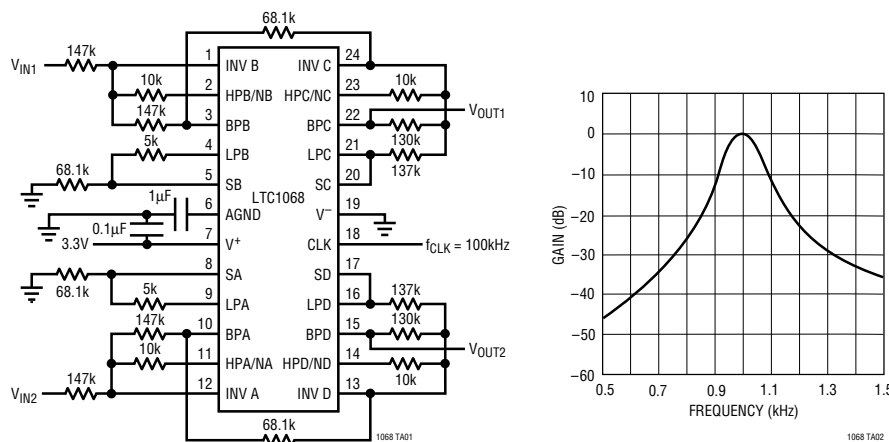 68.1k
VIN1
147k
1
INV B
INV C
24
10k
2
HPB/NB
HPC/NC
23
10k
147k
3
BPB
BPC
22
VOUT1
5k
4
LPB
LPC
21
130k
137k
68.1k
5
SB
SC
20
LTC1068
1µF
6
AGND
V–
19
0.1µF
3.3V
7
V+
CLK
18
fCLK = 100kHz
8
SA
SD
17
68.1k
5k
9
LPA
LPD
16
137k
147k
10
BPA
BPD
15
130k
VOUT2
10k
11
HPA/NA
HPD/ND
14
10k
VIN2
147k
12
INV A
INV D
13
68.1k
1068 TA01
GAIN (dB)
10
0
–10
–20
–30
–40
–50
–60
0.5
0.7
0.9
1.1
1.3
1.5
FREQUENCY (kHz)
1068 TA02